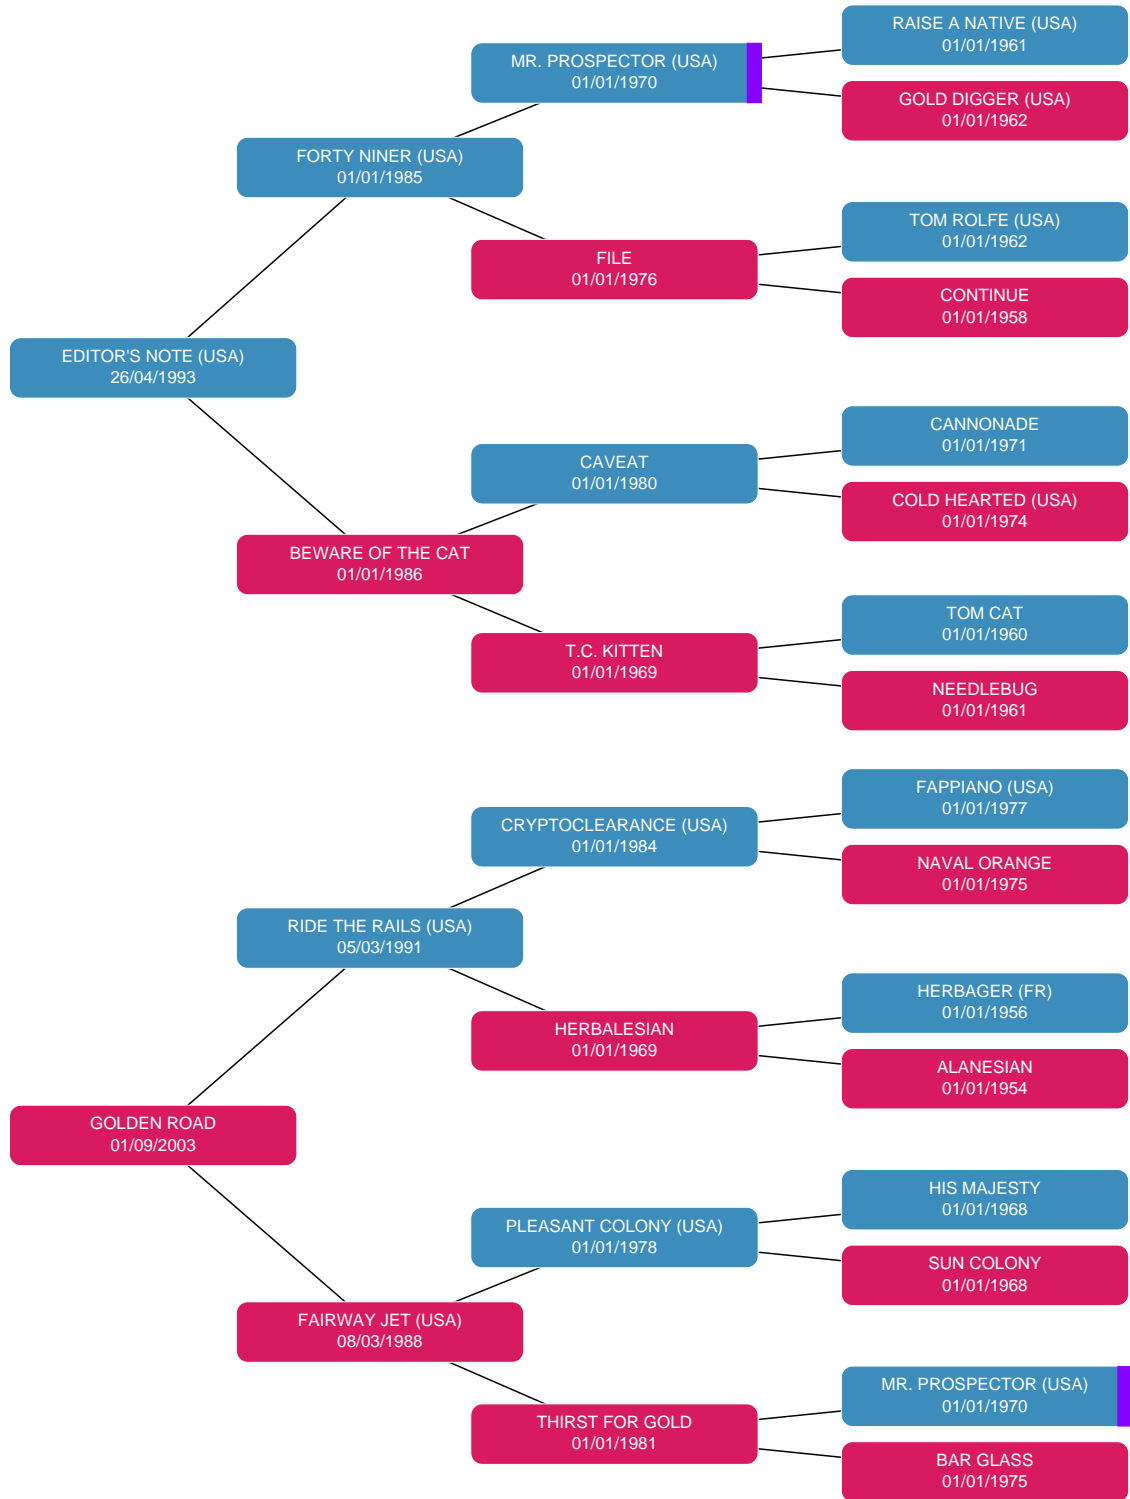 RAISE A NATIVE (USA)
01/01/1961
MR. PROSPECTOR (USA)
01/01/1970
GOLD DIGGER (USA)
01/01/1962
FORTY NINER (USA)
01/01/1985
TOM ROLFE (USA)
01/01/1962
FILE
01/01/1976
CONTINUE
01/01/1958
EDITOR'S NOTE (USA)
26/04/1993
CANNONADE
01/01/1971
CAVEAT
01/01/1980
COLD HEARTED (USA)
01/01/1974
BEWARE OF THE CAT
01/01/1986
TOM CAT
01/01/1960
T.C. KITTEN
01/01/1969
NEEDLEBUG
01/01/1961
FAPPIANO (USA)
01/01/1977
CRYPTOCLEARANCE (USA)
01/01/1984
NAVAL ORANGE
01/01/1975
RIDE THE RAILS (USA)
05/03/1991
HERBAGER (FR)
01/01/1956
HERBALESIAN
01/01/1969
ALANESIAN
01/01/1954
GOLDEN ROAD
01/09/2003
HIS MAJESTY
01/01/1968
PLEASANT COLONY (USA)
01/01/1978
SUN COLONY
01/01/1968
FAIRWAY JET (USA)
08/03/1988
MR. PROSPECTOR (USA)
01/01/1970
THIRST FOR GOLD
01/01/1981
BAR GLASS
01/01/1975